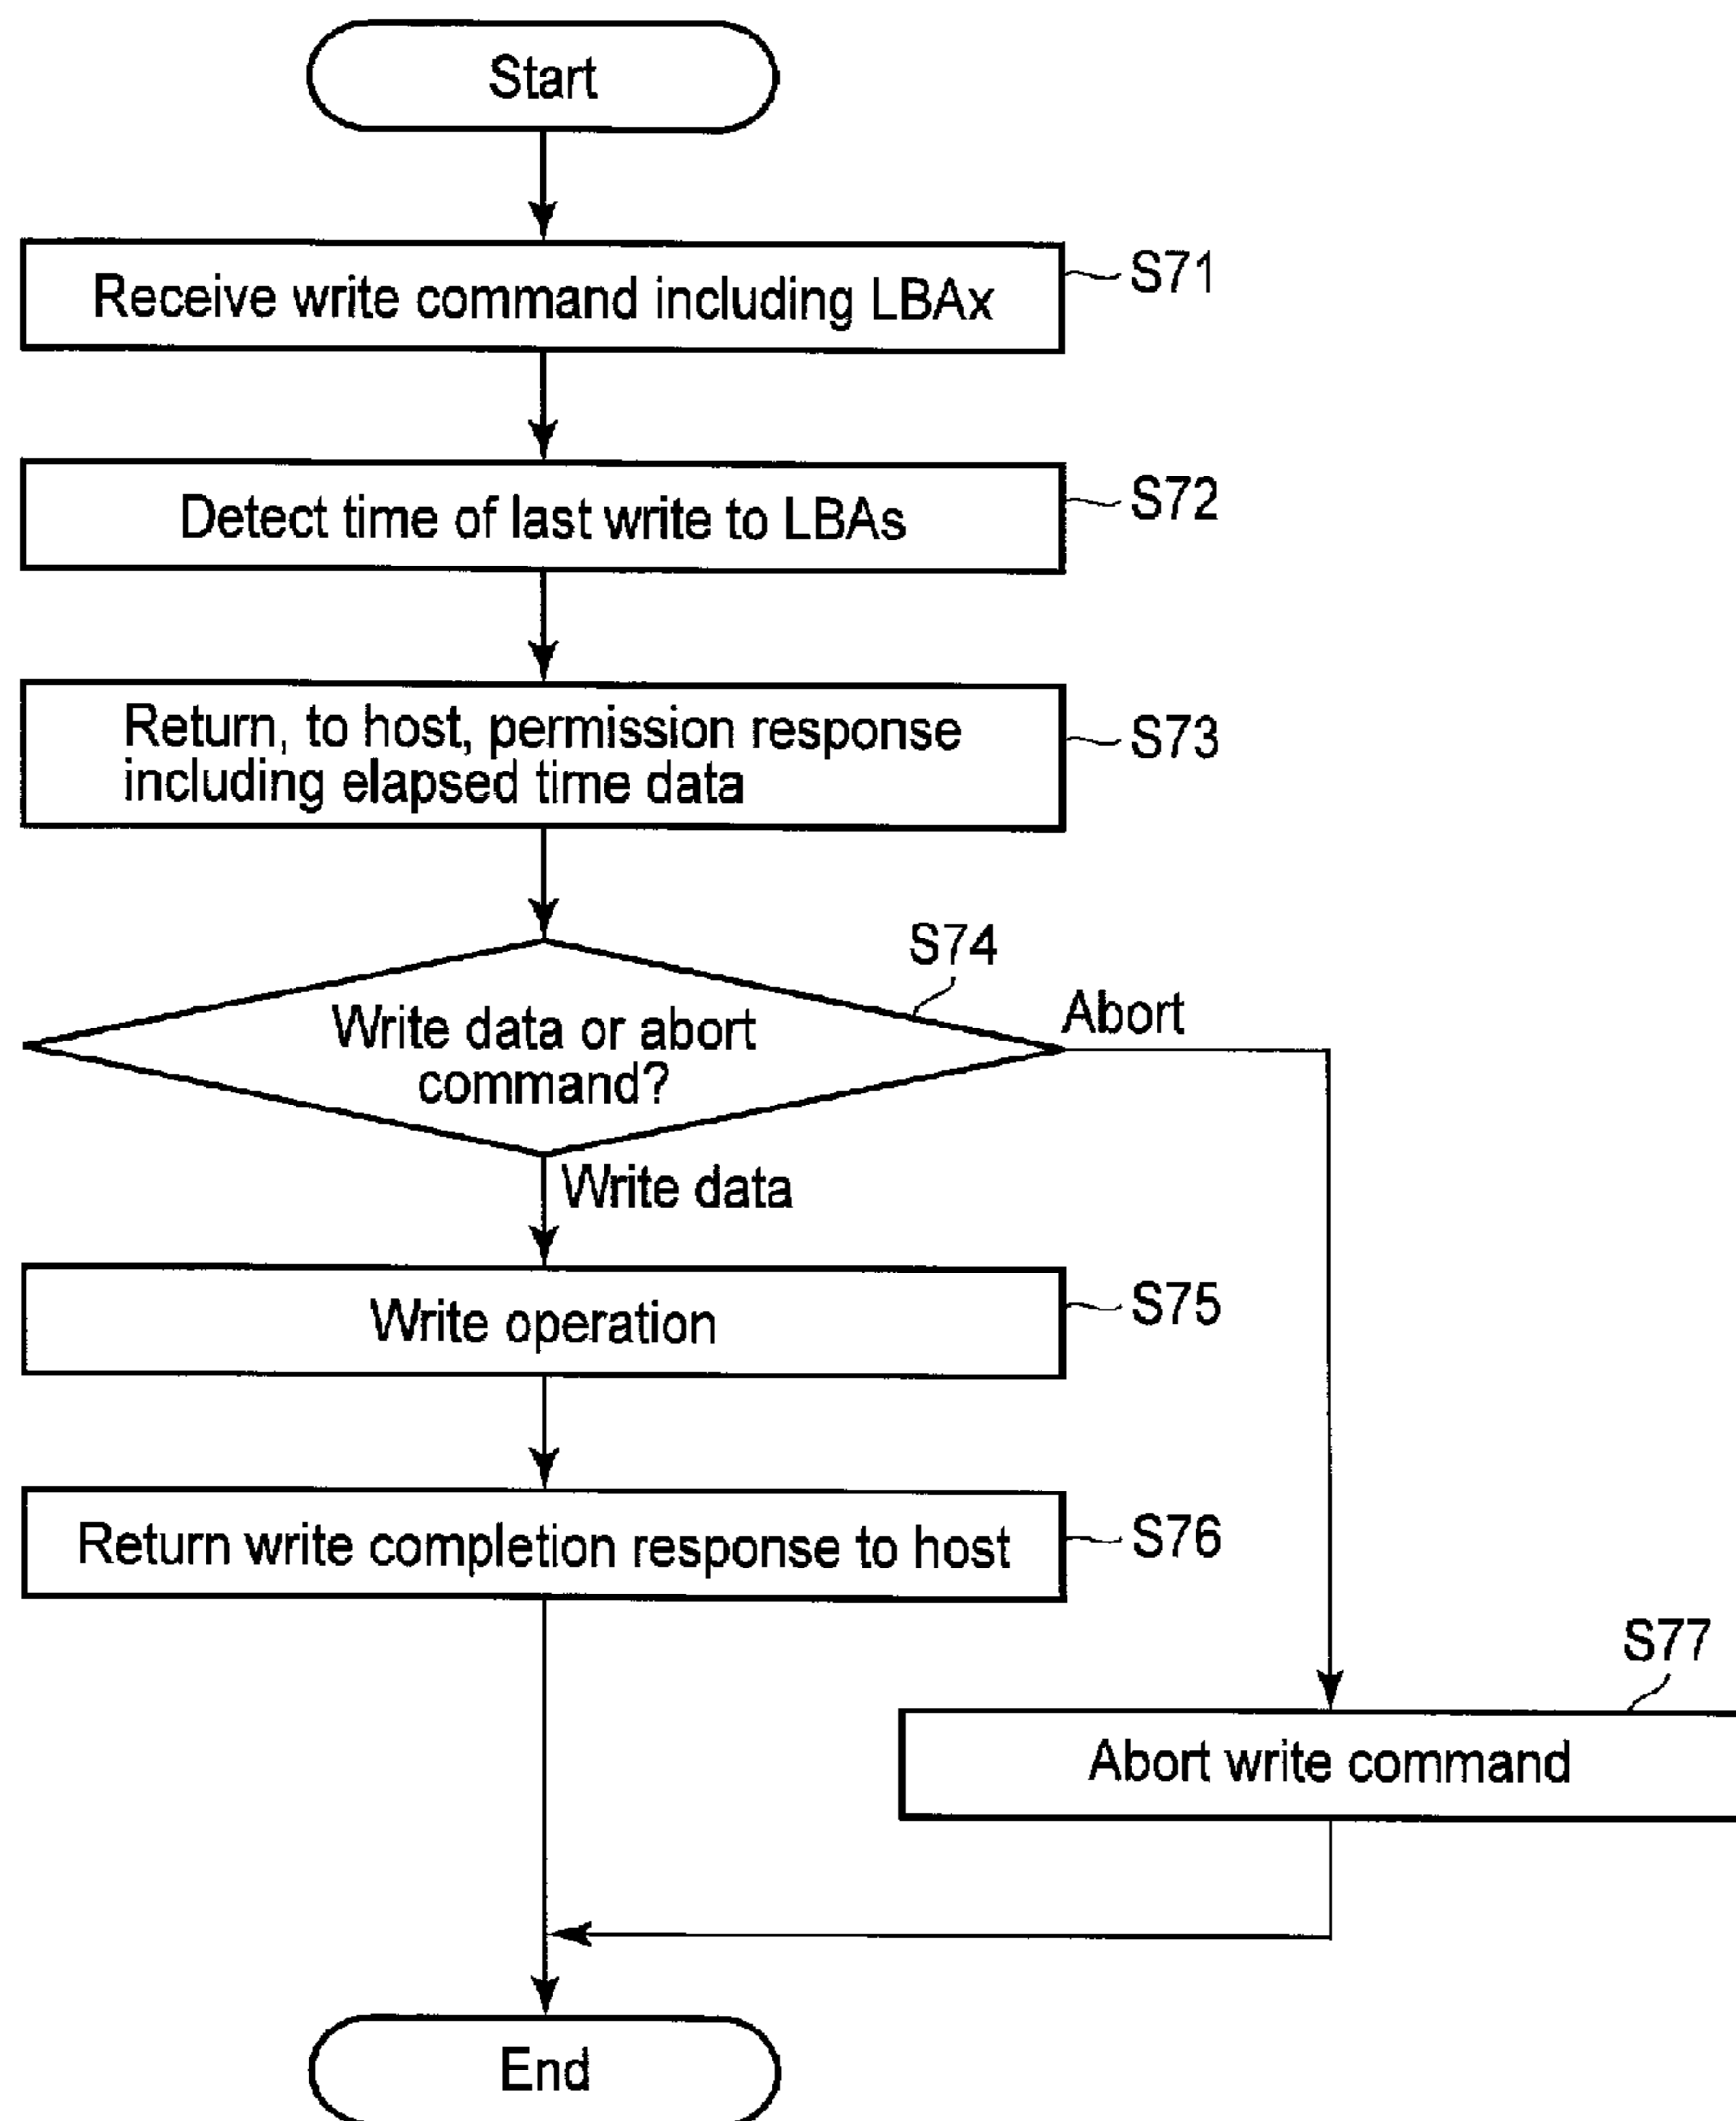 Start
Receive write command including LBAx
S71
Detect time of last write to LBAs
S72
Return, to host, permission response
including elapsed time data
S73
S74
Write data or abort
command?
Abort
Write data
Write operation
S75
Return write completion response to host
S76
S77
Abort write command
End